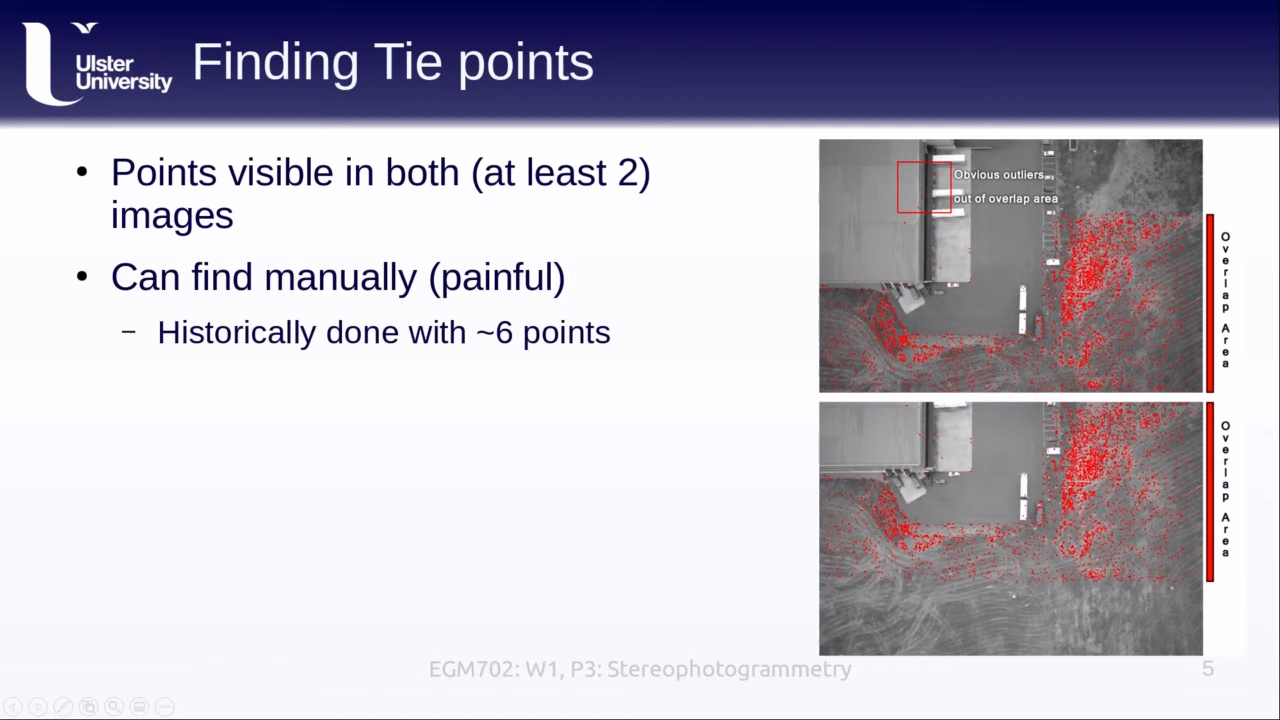 Ulster
University
Finding Tie points
• Points visible in both (at least 2)
images
• Can find manually (painful)
– Historically done with ~6 points
Obvious outliers
out of overlap area
Overlap Area
Overlap Area
EGM702: W1, P3: Stereophotogrammetry
5